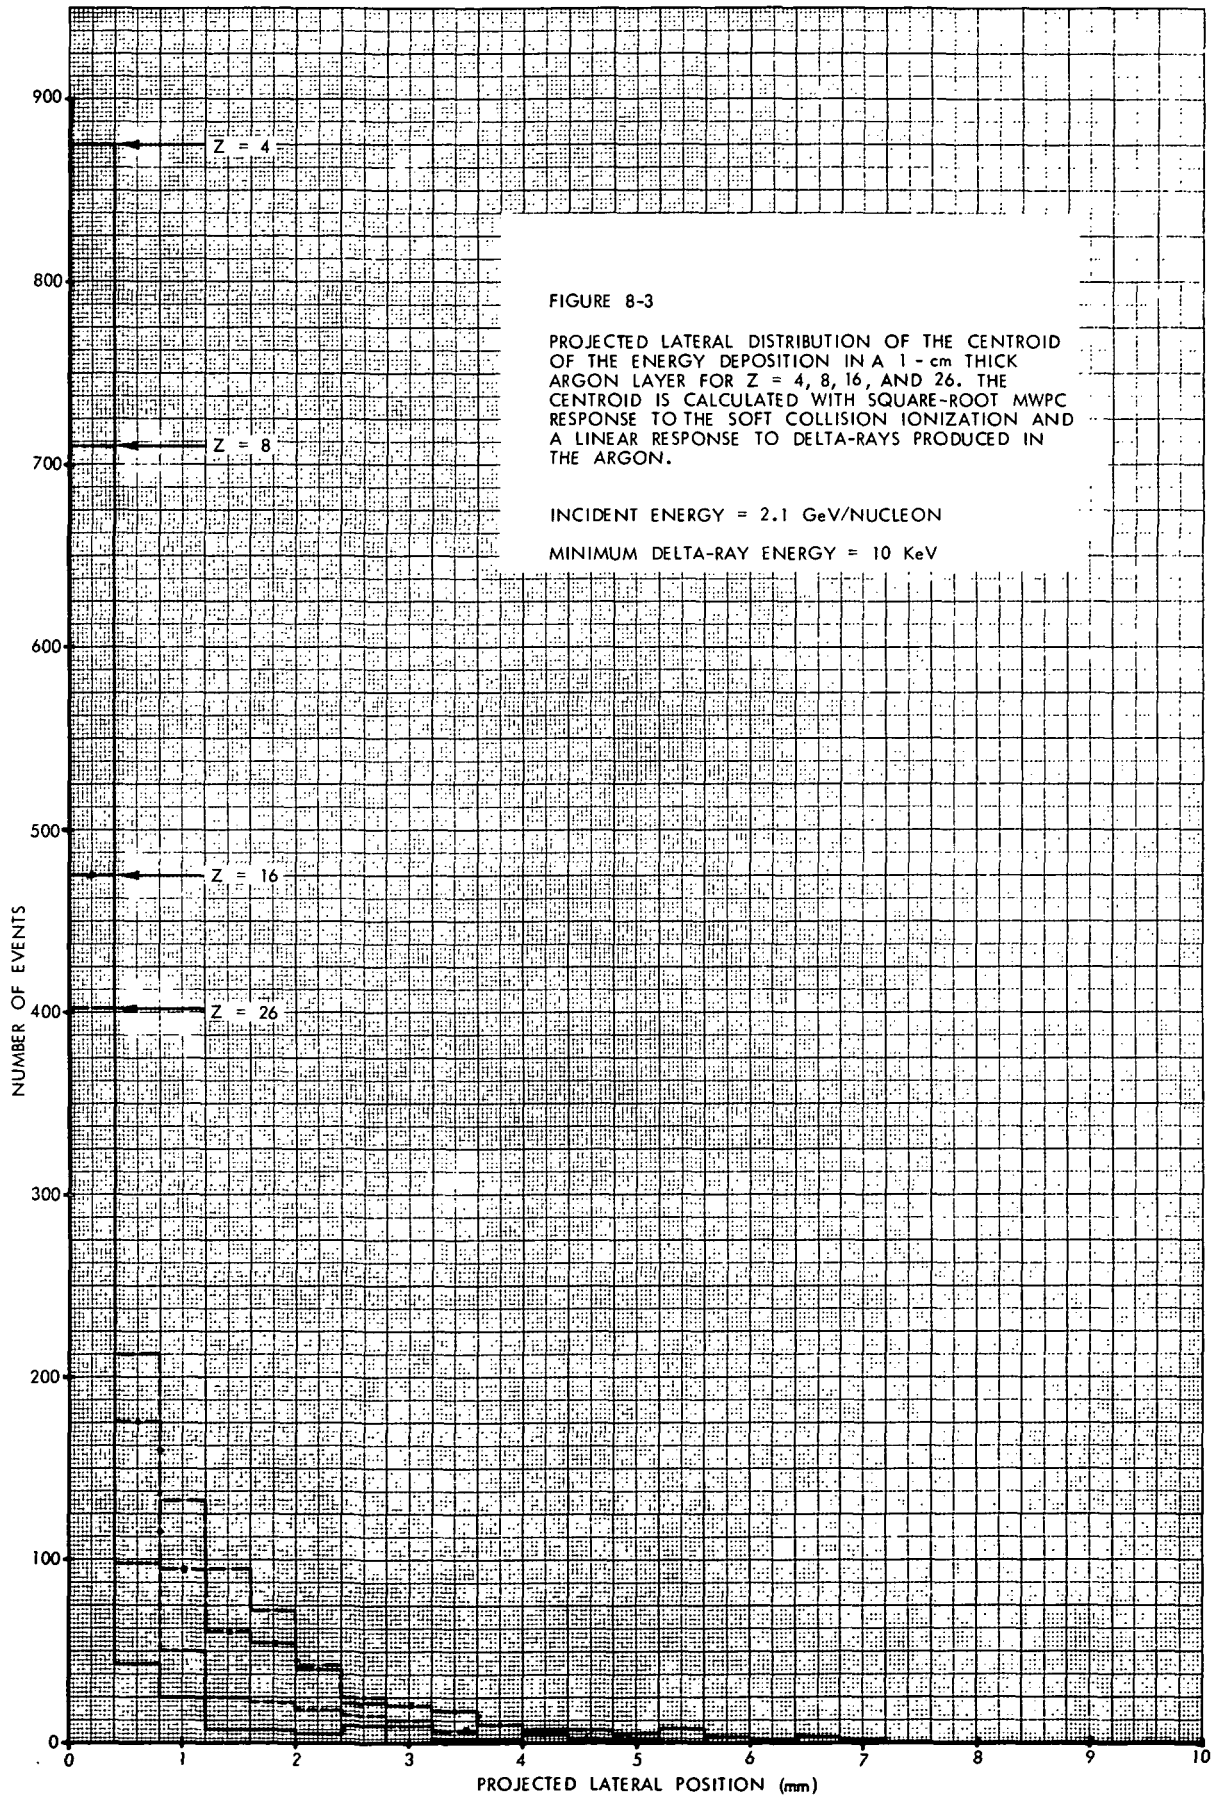 900
Z = 4
800
FIGURE 8-3
PROJECTED LATERAL DISTRIBUTION OF THE CENTROID
OF THE ENERGY DEPOSITION IN A 1 - cm THICK
ARGON LAYER FOR Z = 4, 8, 16, AND 26. THE
CENTROID IS CALCULATED WITH SQUARE-ROOT MWPC
RESPONSE TO THE SOFT COLLISION IONIZATION AND
A LINEAR RESPONSE TO DELTA-RAYS PRODUCED IN
THE ARGON.
INCIDENT ENERGY = 2.1 GeV/NUCLEON
MINIMUM DELTA-RAY ENERGY = 10 KeV
Z = 8
700
600
500
Z = 16
NUMBER OF EVENTS
400
Z = 26
300
200
100
0
0 1 2 3 4 5 6 7 8 9 10
PROJECTED LATERAL POSITION (mm)